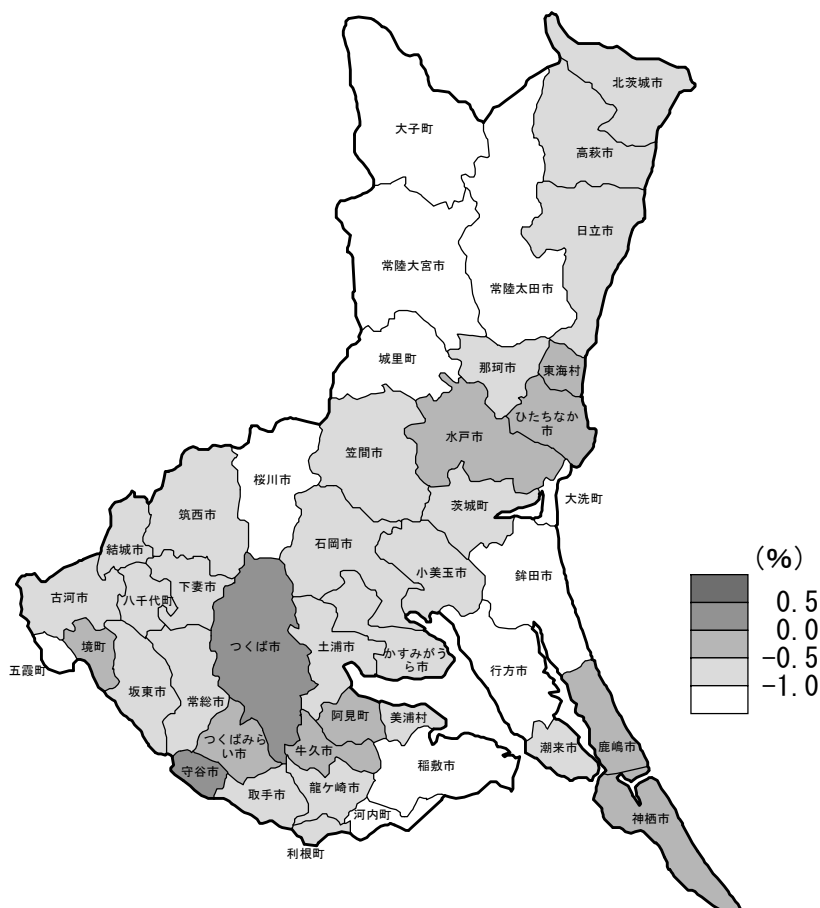 北茨城市
大子町
高萩市
日立市
常陸大宮市
常陸太田市
城里町
那珂市
東海村
ひたちなか
市
水戸市
笠間市
桜川市
大洗町
茨城町
筑西市
結城市
石岡市
小美玉市
鉾田市
下妻市
八千代町
古河市
つくば市
土浦市
かすみがう
ら市
境町
五霞町
坂東市
常総市
行方市
阿見町
美浦村
つくばみら
い市
牛久市
稲敷市
潮来市
鹿嶋市
守谷市
取手市
龍ケ崎市
河内町
利根町
神栖市
(%)
0.5
0.0
-0.5
-1.0